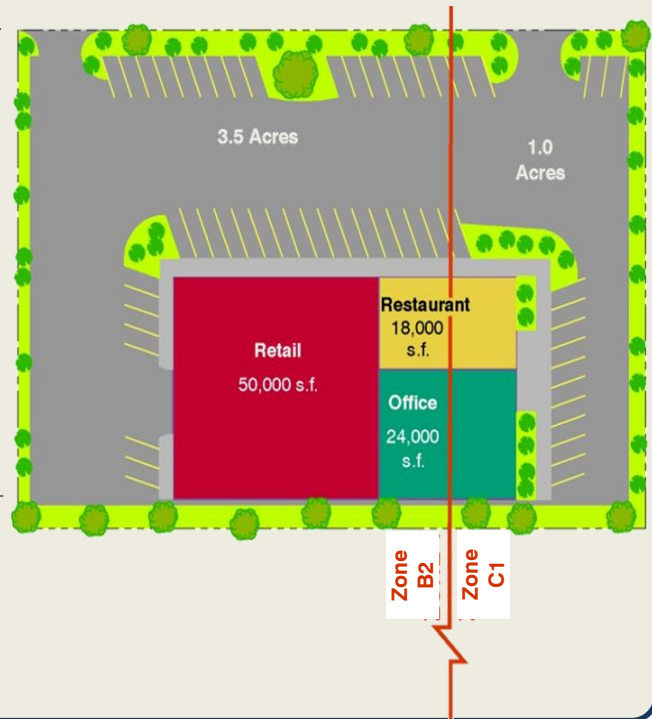 3.5 Acres
1.0
Acres
Restaurant
18,000
s.f.
Retail
50,000 s.f.
Office
24,000
s.f.
Zone
B2
Zone
C1